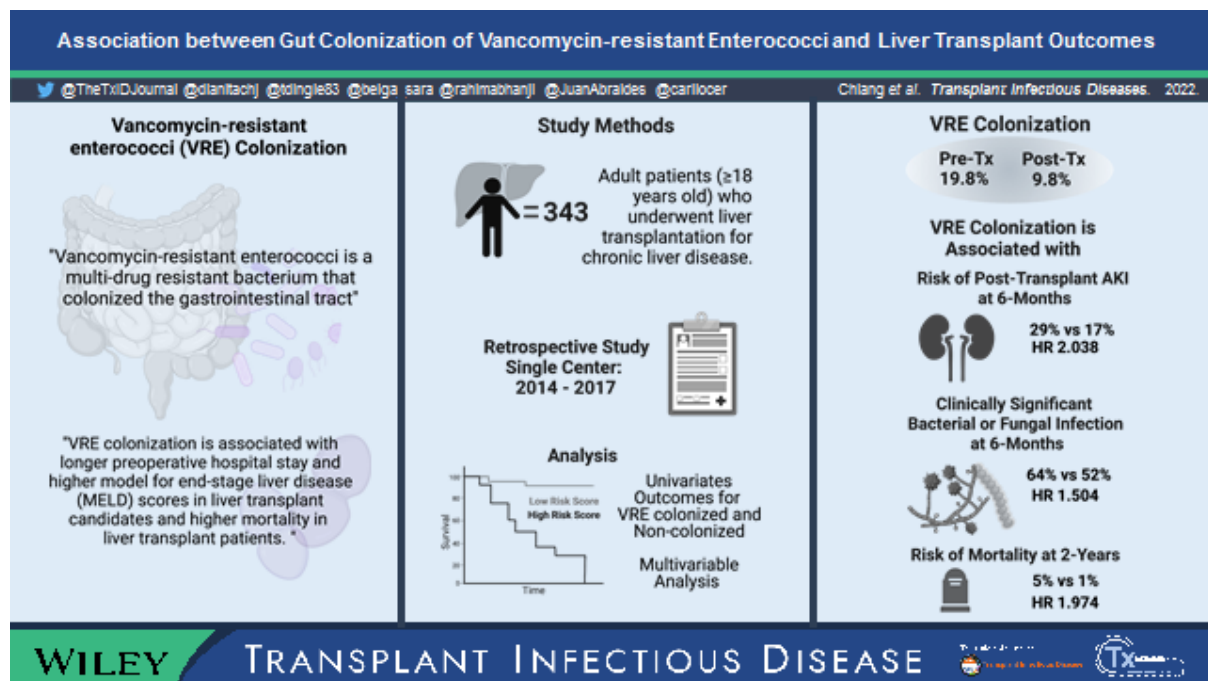 Association between Gut Colonization of Vancomycin-resistant Enterococci and Liver Transplant Outcomes
@TheTxIDJournal @dianitachj @tdingle83 @belga sara @rahimabhanji @JuanAbraldes @carllocer
Chiang et al. Transplant Infectious Diseases. 2022.
Vancomycin-resistant
enterococci (VRE) Colonization
"Vancomycin-resistant enterococci is a
multi-drug resistant bacterium that
colonized the gastrointestinal tract"
"VRE colonization is associated with
longer preoperative hospital stay and
higher model for end-stage liver disease
(MELD) scores in liver transplant
candidates and higher mortality in
liver transplant patients. "
Study Methods
= 343
Adult patients (≥18
years old) who
underwent liver
transplantation for
chronic liver disease.
Retrospective Study
Single Center:
2014 - 2017
Analysis
100
80
60
40
20
0
Survival
Low Risk Score
High Risk Score
Time
Univariates
Outcomes for
VRE colonized and
Non-colonized
Multivariable
Analysis
VRE Colonization
Pre-Tx Post-Tx
19.8% 9.8%
VRE Colonization is
Associated with
Risk of Post-Transplant AKI
at 6-Months
29% vs 17%
HR 2.038
Clinically Significant
Bacterial or Fungal Infection
at 6-Months
64% vs 52%
HR 1.504
Risk of Mortality at 2-Years
5% vs 1%
HR 1.974
WILEY
TRANSPLANT INFECTIOUS DISEASE
Tx